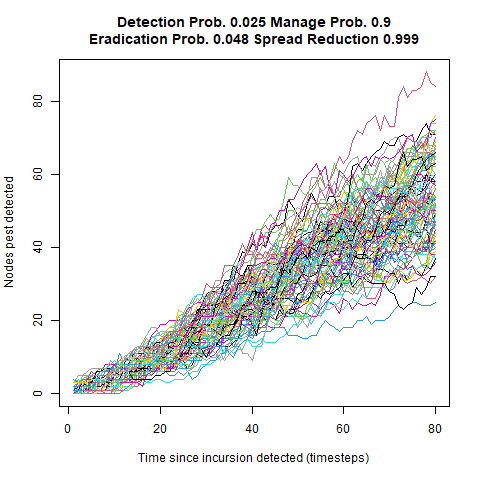 Detection Prob. 0.025 Manage Prob. 0.9
Eradication Prob. 0.048 Spread Reduction 0.999
80
60
40
20
0
Nodes pest detected
0 20 40 60 80
Time since incursion detected (timesteps)